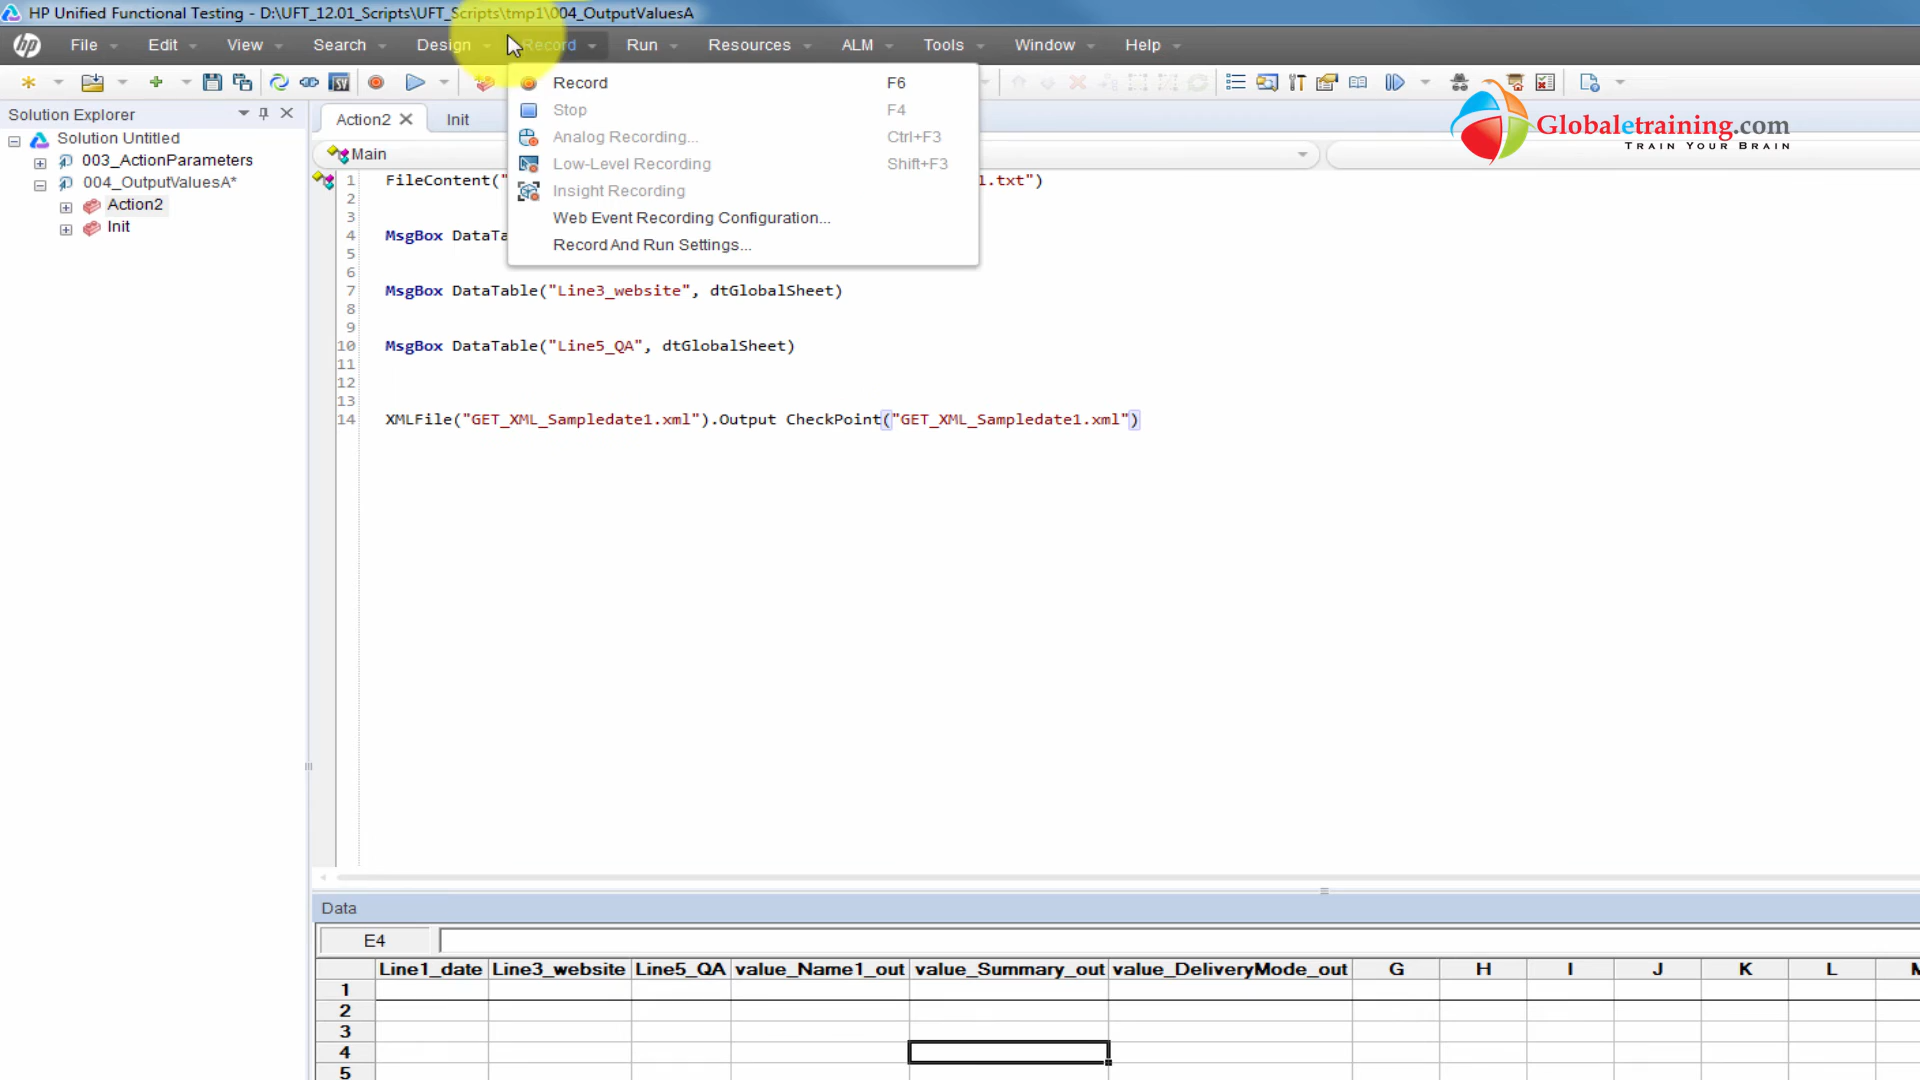 HP Unified Functional Testing - D:\UFT_12.01_Scripts\UFT_Scripts\tmp1\004_OutputValuesA
hp File Edit View Search Design Record Run Resources ALM Tools Window Help
Record F6
Stop F4
Analog Recording... Ctrl+F3
Low-Level Recording Shift+F3
Insight Recording
Web Event Recording Configuration...
Record And Run Settings...
Globaletraining.com
TRAIN YOUR BRAIN
Solution Explorer
Solution Untitled
003_ActionParameters
004_OutputValuesA*
Action2
Init
Action2 Init
Main
1 FileContent(" 1.txt")
2
3
4 MsgBox DataTa
5
6
7 MsgBox DataTable("Line3_website", dtGlobalSheet)
8
9
10 MsgBox DataTable("Line5_QA", dtGlobalSheet)
11
12
13
14 XMLFile("GET_XML_Sampledate1.xml").Output CheckPoint("GET_XML_Sampledate1.xml")
Data
E4
Line1_date Line3_website Line5_QA value_Name1_out value_Summary_out value_DeliveryMode_out G H I J K L
1
2
3
4
5